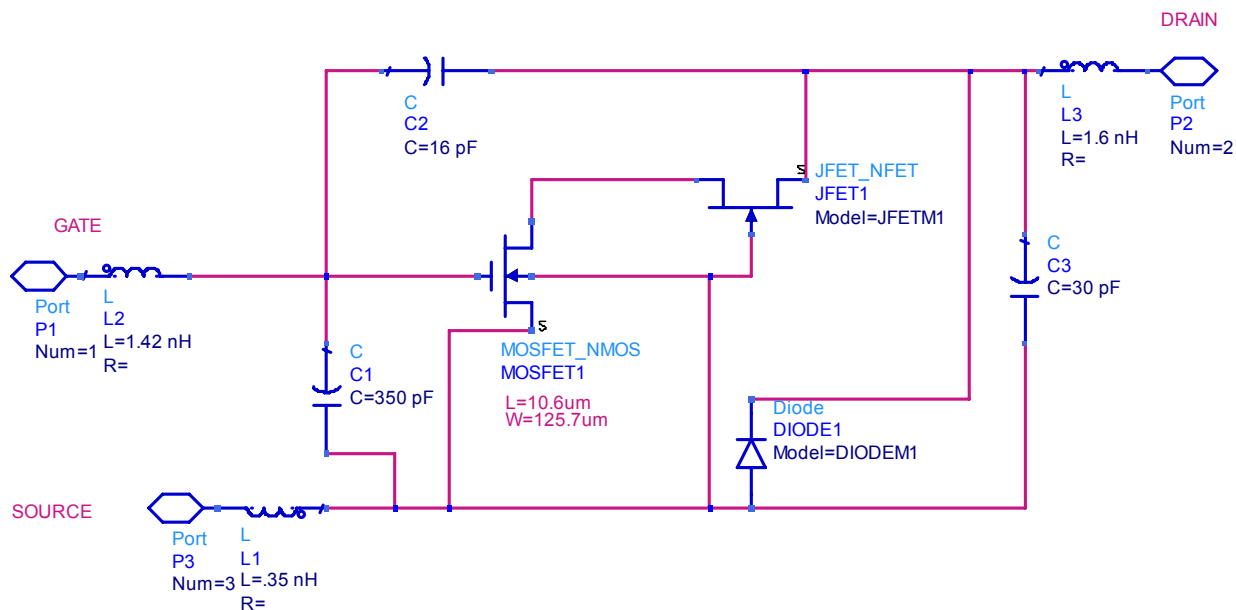 DRAIN
C
C2
C=16 pF
L
L3
L=1.6 nH
R=
Port
P2
Num=2
S
JFET_NFET
JFET1
Model=JFETM1
GATE
Port
P1
Num=1
L
L2
L=1.42 nH
R=
C
C1
C=350 pF
S
MOSFET_NMOS
MOSFET1
L=10.6um
W=125.7um
C
C3
C=30 pF
Diode
DIODE1
Model=DIODEM1
SOURCE
Port
P3
Num=3
L
L1
L=.35 nH
R=